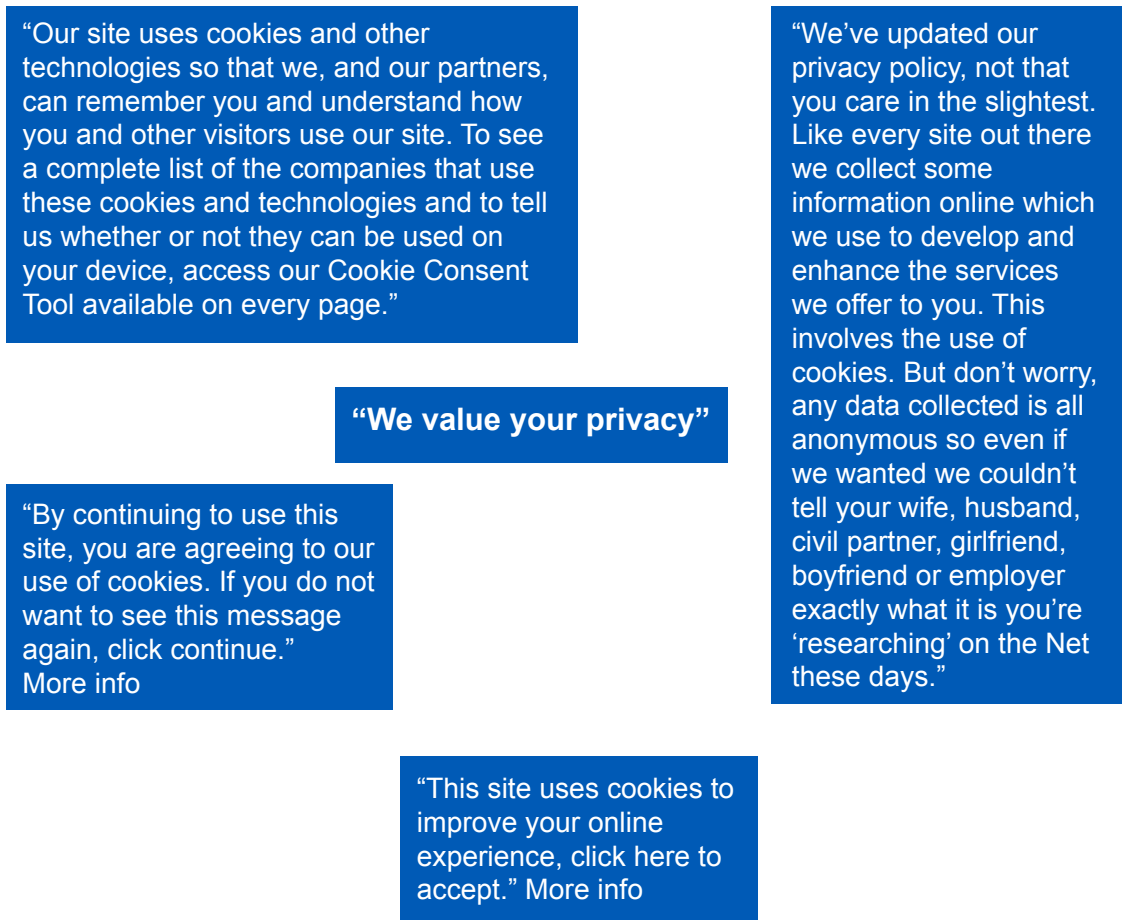 “Our site uses cookies and other
technologies so that we, and our partners,
can remember you and understand how
you and other visitors use our site. To see
a complete list of the companies that use
these cookies and technologies and to tell
us whether or not they can be used on
your device, access our Cookie Consent
Tool available on every page.”
“We’ve updated our
privacy policy, not that
you care in the slightest.
Like every site out there
we collect some
information online which
we use to develop and
enhance the services
we offer to you. This
involves the use of
cookies. But don’t worry,
any data collected is all
anonymous so even if
we wanted we couldn’t
tell your wife, husband,
civil partner, girlfriend,
boyfriend or employer
exactly what it is you’re
‘researching’ on the Net
these days.”
“We value your privacy”
“By continuing to use this
site, you are agreeing to our
use of cookies. If you do not
want to see this message
again, click continue.”
More info
“This site uses cookies to
improve your online
experience, click here to
accept.” More info